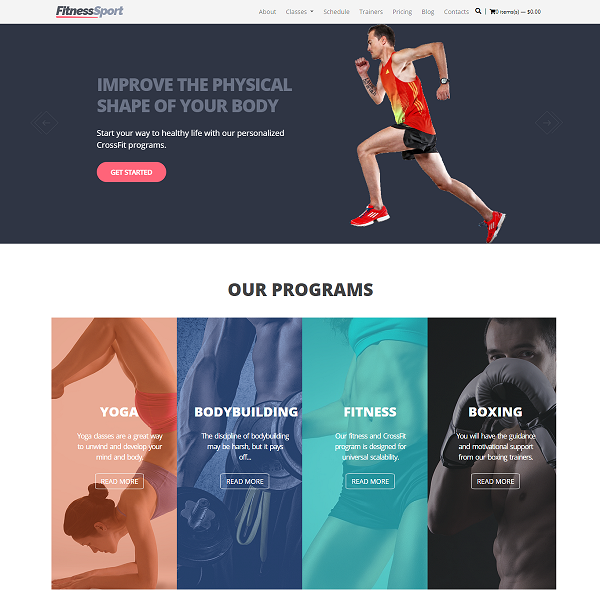 FitnessSport
About Classes Schedule Trainers Pricing Blog Contacts 0 item(s) — $0.00
IMPROVE THE PHYSICAL
SHAPE OF YOUR BODY
Start your way to healthy life with our personalized
CrossFit programs.
GET STARTED
OUR PROGRAMS
YOGA
Yoga classes are a great way
to unwind and develop your
mind and body.
READ MORE
BODYBUILDING
The discipline of bodybuilding
may be harsh, but it pays
off...
READ MORE
FITNESS
Our fitness and CrossFit
program is designed for
universal scalability.
READ MORE
BOXING
You will have the guidance
and motivational support
from our boxing trainers.
READ MORE